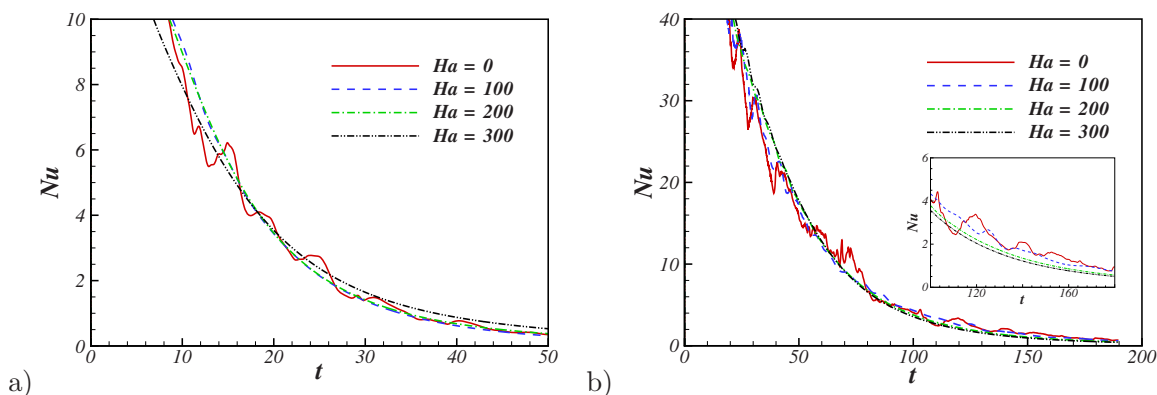 10
8
6
4
2
0
Nu
0 10 20 30 40 50
t
Ha = 0
Ha = 100
Ha = 200
Ha = 300
a)
40
30
20
10
0
Nu
0 50 100 150 200
t
Ha = 0
Ha = 100
Ha = 200
Ha = 300
6
4
2
0
Nu
120 160
t
b)